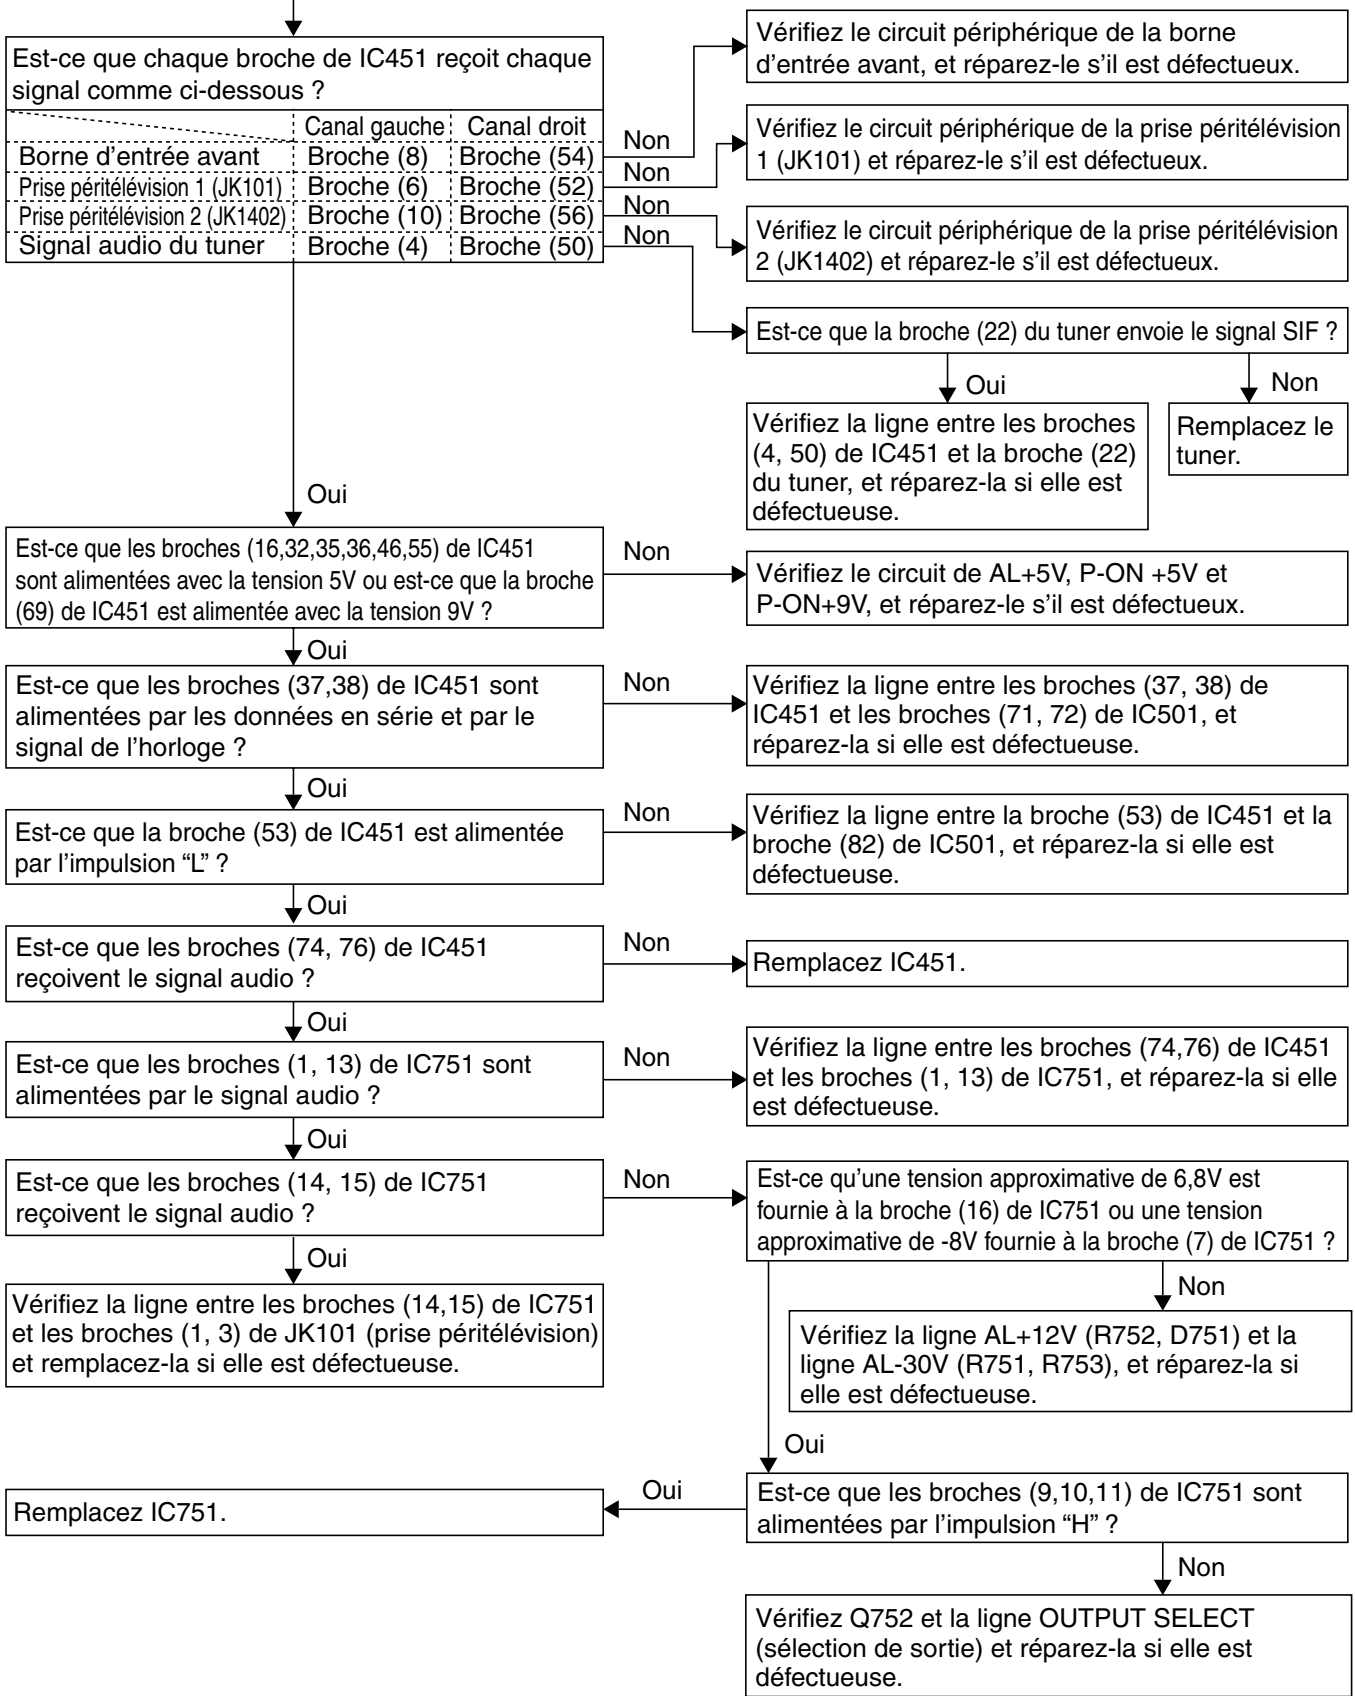 Est-ce que chaque broche de IC451 reçoit chaque
signal comme ci-dessous ?
Canal gauche Canal droit
Borne d'entrée avant Broche (8) Broche (54)
Prise péritélévision 1 (JK101) Broche (6) Broche (52)
Prise péritélévision 2 (JK1402) Broche (10) Broche (56)
Signal audio du tuner Broche (4) Broche (50)
Non
Non
Non
Non
Vérifiez le circuit périphérique de la borne
d'entrée avant, et réparez-le s'il est défectueux.
Vérifiez le circuit périphérique de la prise péritélévision
1 (JK101) et réparez-le s'il est défectueux.
Vérifiez le circuit périphérique de la prise péritélévision
2 (JK1402) et réparez-le s'il est défectueux.
Est-ce que la broche (22) du tuner envoie le signal SIF ?
Oui
Non
Vérifiez la ligne entre les broches
(4, 50) de IC451 et la broche (22)
du tuner, et réparez-la si elle est
défectueuse.
Remplacez le
tuner.
Oui
Est-ce que les broches (16,32,35,36,46,55) de IC451
sont alimentées avec la tension 5V ou est-ce que la broche
(69) de IC451 est alimentée avec la tension 9V ?
Non
Vérifiez le circuit de AL+5V, P-ON +5V et
P-ON+9V, et réparez-le s'il est défectueux.
Oui
Est-ce que les broches (37,38) de IC451 sont
alimentées par les données en série et par le
signal de l'horloge ?
Non
Vérifiez la ligne entre les broches (37, 38) de
IC451 et les broches (71, 72) de IC501, et
réparez-la si elle est défectueuse.
Oui
Est-ce que la broche (53) de IC451 est alimentée
par l'impulsion “L” ?
Non
Vérifiez la ligne entre la broche (53) de IC451 et la
broche (82) de IC501, et réparez-la si elle est
défectueuse.
Oui
Est-ce que les broches (74, 76) de IC451
reçoivent le signal audio ?
Non
Remplacez IC451.
Oui
Est-ce que les broches (1, 13) de IC751 sont
alimentées par le signal audio ?
Non
Vérifiez la ligne entre les broches (74,76) de IC451
et les broches (1, 13) de IC751, et réparez-la si elle
est défectueuse.
Oui
Est-ce que les broches (14, 15) de IC751
reçoivent le signal audio ?
Non
Est-ce qu'une tension approximative de 6,8V est
fournie à la broche (16) de IC751 ou une tension
approximative de -8V fournie à la broche (7) de IC751 ?
Oui
Non
Vérifiez la ligne entre les broches (14,15) de IC751
et les broches (1, 3) de JK101 (prise péritélévision)
et remplacez-la si elle est défectueuse.
Vérifiez la ligne AL+12V (R752, D751) et la
ligne AL-30V (R751, R753), et réparez-la si
elle est défectueuse.
Oui
Est-ce que les broches (9,10,11) de IC751 sont
alimentées par l'impulsion “H” ?
Oui
Remplacez IC751.
Non
Vérifiez Q752 et la ligne OUTPUT SELECT
(sélection de sortie) et réparez-la si elle est
défectueuse.